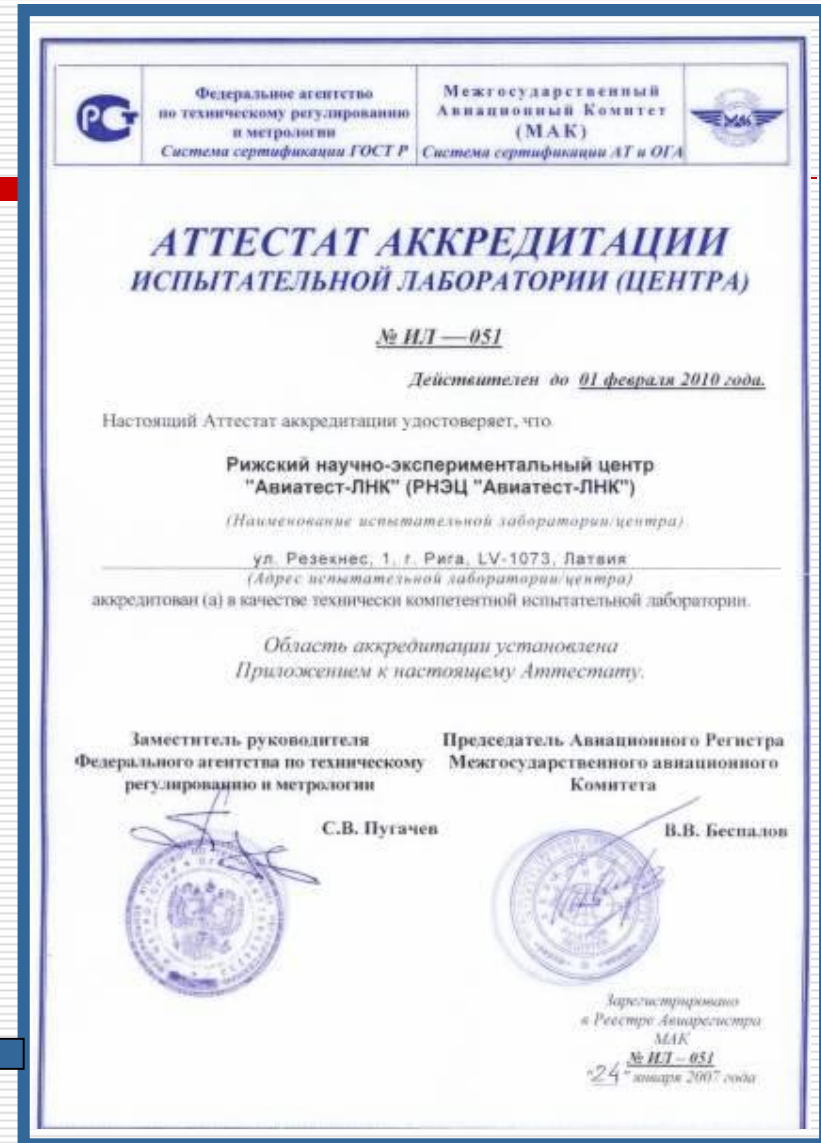 Федеральное агентство
по техническому регулированию
и метрологии
Система сертификации ГОСТ Р
Межгосударственный
Авиационный Комитет
(МАК)
Система сертификации АТ и ОГА
РСТ
МАК
АТТЕСТАТ АККРЕДИТАЦИИ
ИСПЫТАТЕЛЬНОЙ ЛАБОРАТОРИИ (ЦЕНТРА)
№ ИЛ — 051
Действителен до 01 февраля 2010 года.
Настоящий Аттестат аккредитации удостоверяет, что
Рижский научно-экспериментальный центр
"Авиатест-ЛНК" (РНЭЦ "Авиатест-ЛНК")
(Наименование испытательной лаборатории/центра)
ул. Резекнес, 1, г. Рига, LV-1073, Латвия
(Адрес испытательной лаборатории/центра)
аккредитован (а) в качестве технически компетентной испытательной лаборатории.
Область аккредитации установлена
Приложением к настоящему Аттестату.
Заместитель руководителя
Федерального агентства по техническому
регулированию и метрологии
С.В. Пугачев
Председатель Авиационного Регистра
Межгосударственного авиационного
Комитета
В.В. Беспалов
Зарегистрировано
в Реестре Авиарегистра
МАК
№ ИЛ – 051
"24" января 2007 года